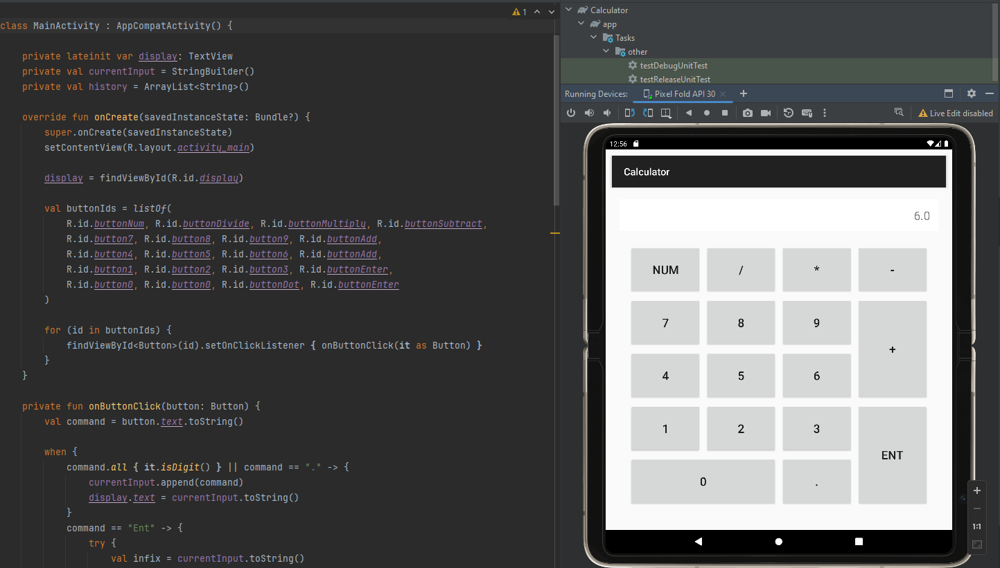 1
class MainActivity : AppCompatActivity() {
private lateinit var display: TextView
private val currentInput = StringBuilder()
private val history = ArrayList<String>()
override fun onCreate(savedInstanceState: Bundle?) {
super.onCreate(savedInstanceState)
setContentView(R.layout.activity_main)
display = findViewById(R.id.display)
val buttonIds = listOf(
R.id.buttonNum, R.id.buttonDivide, R.id.buttonMultiply, R.id.buttonSubtract,
R.id.button7, R.id.button8, R.id.button9, R.id.buttonAdd,
R.id.button4, R.id.button5, R.id.button6, R.id.buttonAdd,
R.id.button1, R.id.button2, R.id.button3, R.id.buttonEnter,
R.id.button0, R.id.button0, R.id.buttonDot, R.id.buttonEnter
)
for (id in buttonIds) {
findViewById<Button>(id).setOnClickListener { onButtonClick(it as Button) }
}
}
private fun onButtonClick(button: Button) {
val command = button.text.toString()
when {
command.all { it.isDigit() } || command == "." -> {
currentInput.append(command)
display.text = currentInput.toString()
}
command == "Ent" -> {
try {
val infix = currentInput.toString()
Calculator
app
Tasks
other
testDebugUnitTest
testReleaseUnitTest
Running Devices: Pixel Fold API 30
Live Edit disabled
12:56
Calculator
6.0
NUM / * -
7 8 9 +
4 5 6
1 2 3 ENT
0 .
1:1